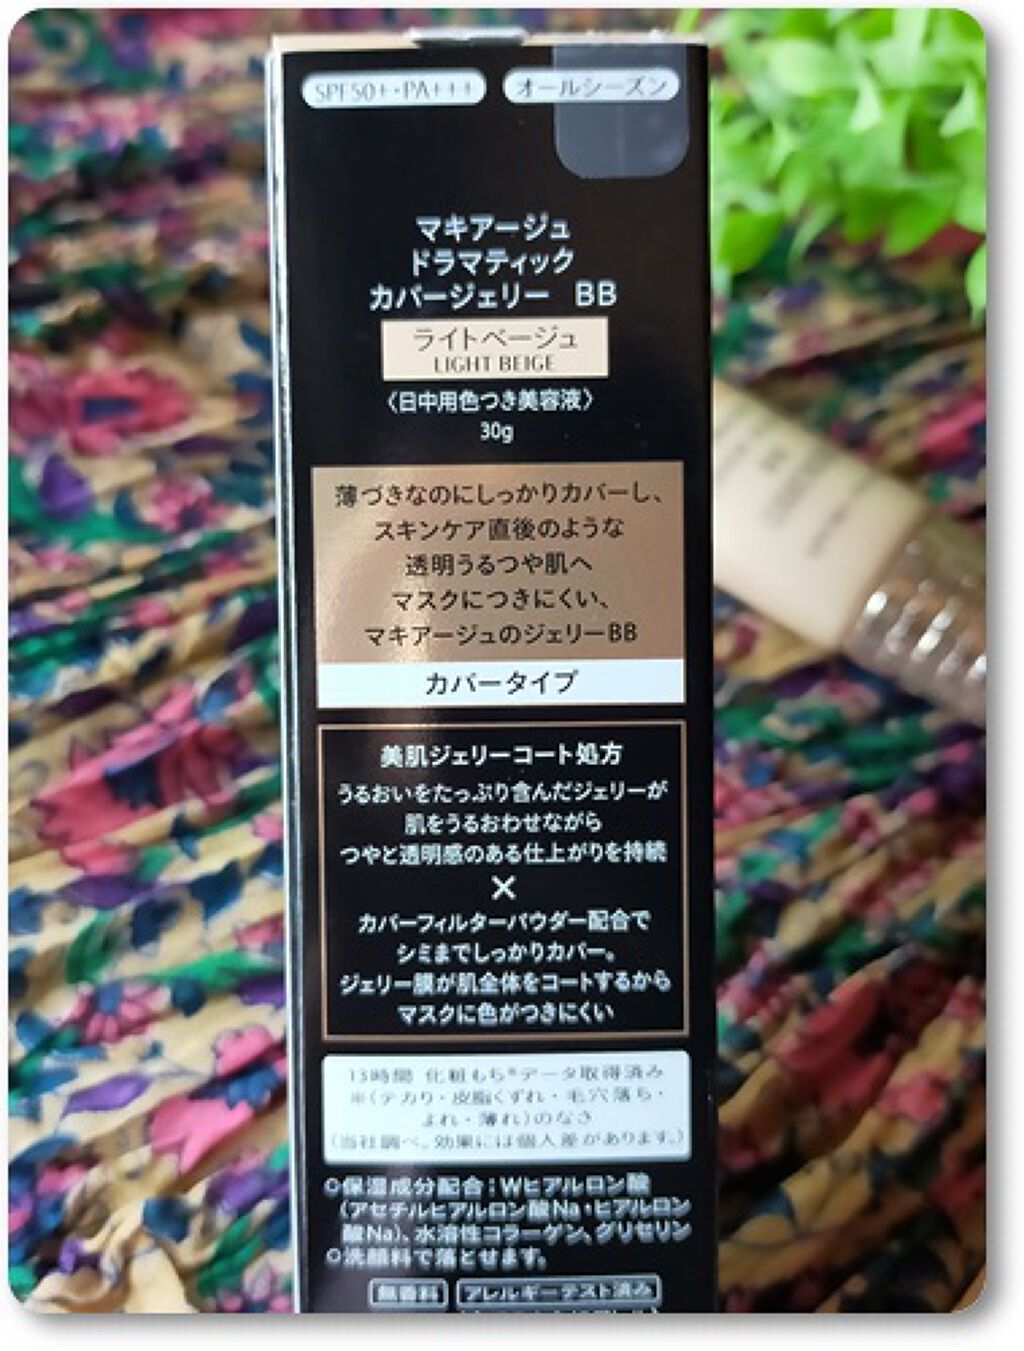 SPF50+・PA+++
オールシーズン
マキアージュ
ドラマティック
カバージェリー　BB
ライトベージュ
LIGHT BEIGE
〈日中用色つき美容液〉
30g
薄づきなのにしっかりカバーし、
スキンケア直後のような
透明うるつや肌へ
マスクにつきにくい、
マキアージュのジェリーBB
カバータイプ
美肌ジェリーコート処方
うるおいをたっぷり含んだジェリーが
肌をうるおわせながら
つやと透明感のある仕上がりを持続
×
カバーフィルターパウダー配合で
シミまでしっかりカバー。
ジェリー膜が肌全体をコートするから
マスクに色がつきにくい
13時間 化粧もち※データ取得済み
※(テカリ・皮脂くずれ・毛穴落ち・
よれ・薄れ)のなさ
(当社調べ。効果には個人差があります。)
○保湿成分配合：Wヒアルロン酸
(アセチルヒアルロン酸Na・ヒアルロン
酸Na)、水溶性コラーゲン、グリセリン
○洗顔料で落とせます。
無香料 アレルギーテスト済み